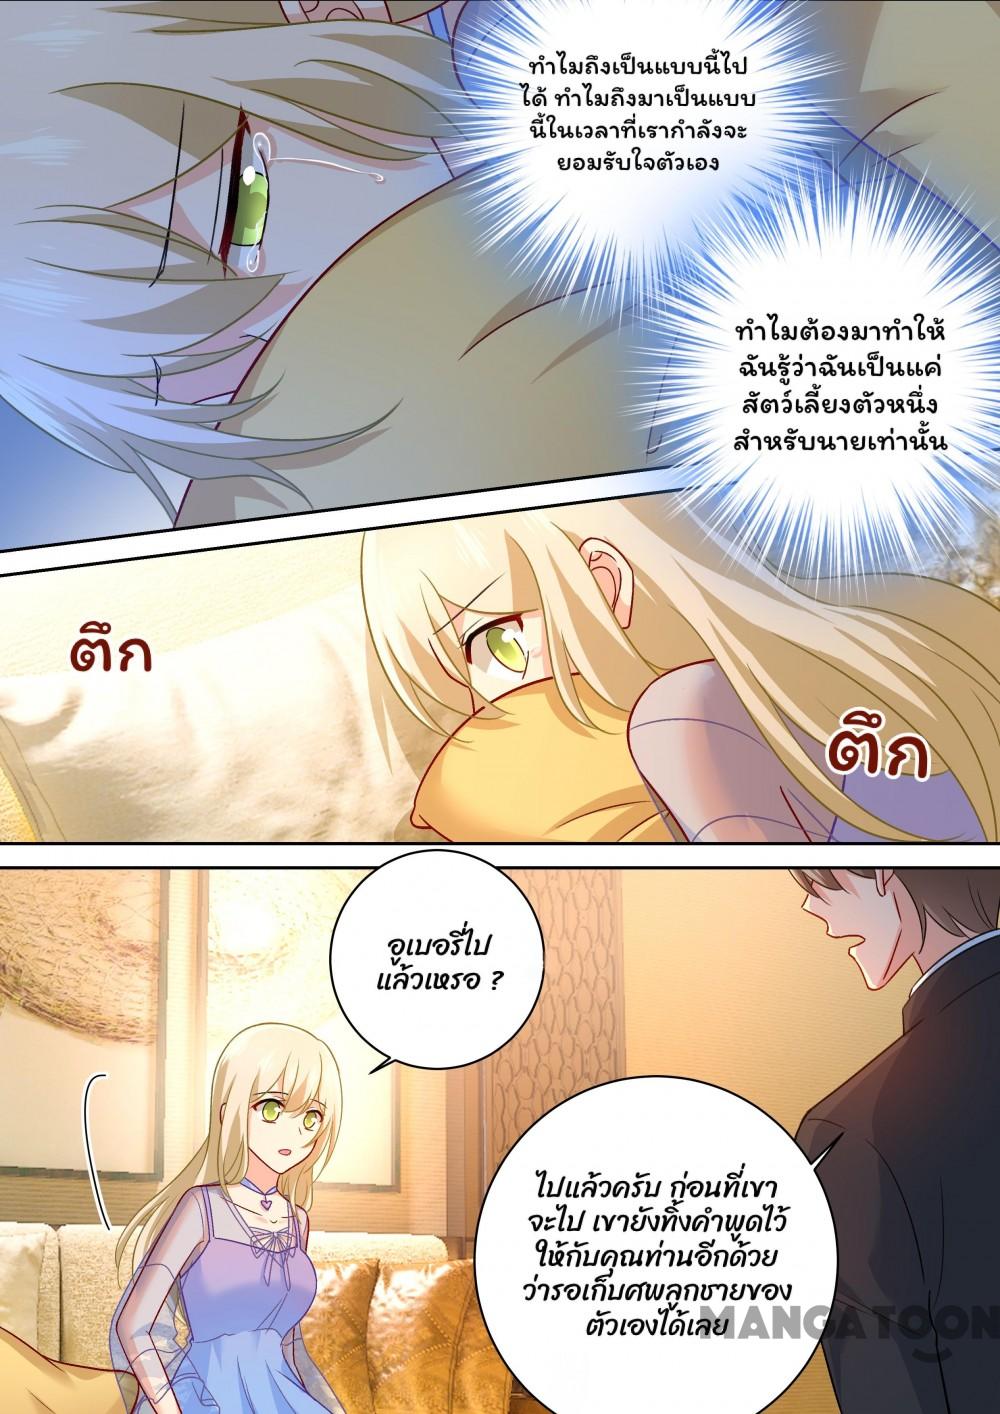 ทำไมถึงเป็นแบบนี้ไป
ได้ ทำไมถึงมาเป็นแบบ
นี้ในเวลาที่เรากำลังจะ
ยอมรับใจตัวเอง
ทำไมต้องมาทำให้
ฉันรู้ว่าฉันเป็นแค่
สัตว์เลี้ยงตัวหนึ่ง
สำหรับนายเท่านั้น
ตึก
ตึก
อูเบอรี่ไป
แล้วเหรอ ?
ไปแล้วครับ ก่อนที่เขา
จะไป เขายังทิ้งคำพูดไว้
ให้กับคุณท่านอีกด้วย
ว่ารอเก็บศพลูกชายของ
ตัวเองได้เลย
MANGATOON